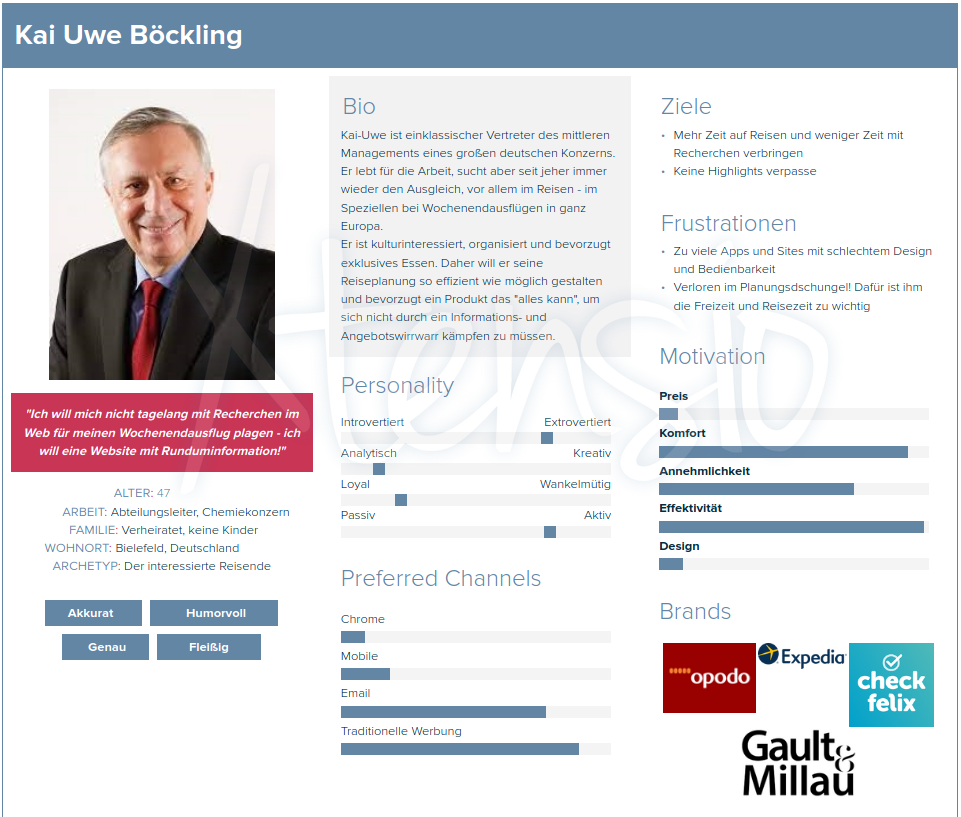 Kai Uwe Böckling
"Ich will mich nicht tagelang mit Recherchen im
Web für meinen Wochenendausflug plagen - ich
will eine Website mit Runduminformation!"
ALTER: 47
ARBEIT: Abteilungsleiter, Chemiekonzern
FAMILIE: Verheiratet, keine Kinder
WOHNORT: Bielefeld, Deutschland
ARCHETYP: Der interessierte Reisende
Akkurat
Humorvoll
Genau
Fleißig
Bio
Kai-Uwe ist einklassischer Vertreter des mittleren
Managements eines großen deutschen Konzerns.
Er lebt für die Arbeit, sucht aber seit jeher immer
wieder den Ausgleich, vor allem im Reisen - im
Speziellen bei Wochenendausflügen in ganz
Europa.
Er ist kulturinteressiert, organisiert und bevorzugt
exklusives Essen. Daher will er seine
Reiseplanung so effizient wie möglich gestalten
und bevorzugt ein Produkt das "alles kann", um
sich nicht durch ein Informations- und
Angebotswirrwarr kämpfen zu müssen.
Personality
Introvertiert Extrovertiert
Analytisch Kreativ
Loyal Wankelmütig
Passiv Aktiv
Preferred Channels
Chrome
Mobile
Email
Traditionelle Werbung
Ziele
• Mehr Zeit auf Reisen und weniger Zeit mit
Recherchen verbringen
• Keine Highlights verpasse
Frustrationen
• Zu viele Apps und Sites mit schlechtem Design
und Bedienbarkeit
• Verloren im Planungsdschungel! Dafür ist ihm
die Freizeit und Reisezeit zu wichtig
Motivation
Preis
Komfort
Annehmlichkeit
Effektivität
Design
Brands
opodo
Expedia
check
felix
Gault&
Millau
Xtensio